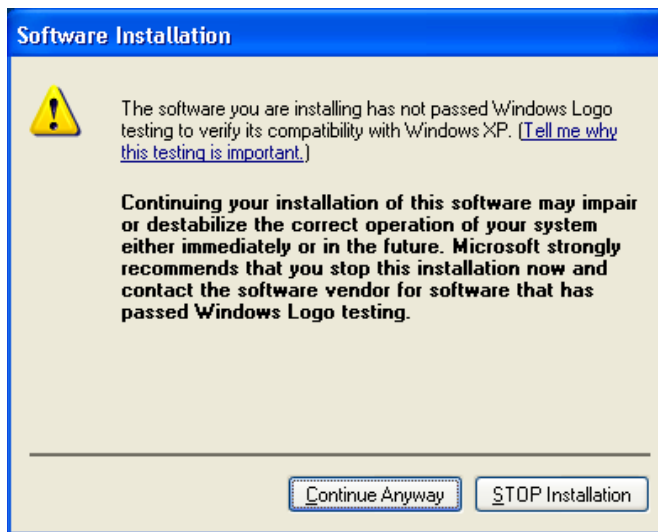 Software Installation
The software you are installing has not passed Windows Logo
testing to verify its compatibility with Windows XP. (Tell me why
this testing is important.)
Continuing your installation of this software may impair
or destabilize the correct operation of your system
either immediately or in the future. Microsoft strongly
recommends that you stop this installation now and
contact the software vendor for software that has
passed Windows Logo testing.
Continue Anyway
STOP Installation